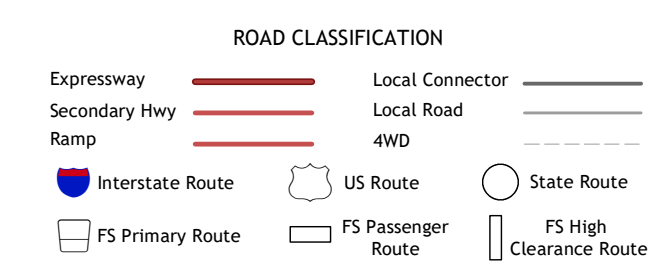 ROAD CLASSIFICATION
Expressway
Secondary Hwy
Ramp
Local Connector
Local Road
4WD
Interstate Route
US Route
State Route
FS Primary Route
FS Passenger
Route
FS High
Clearance Route